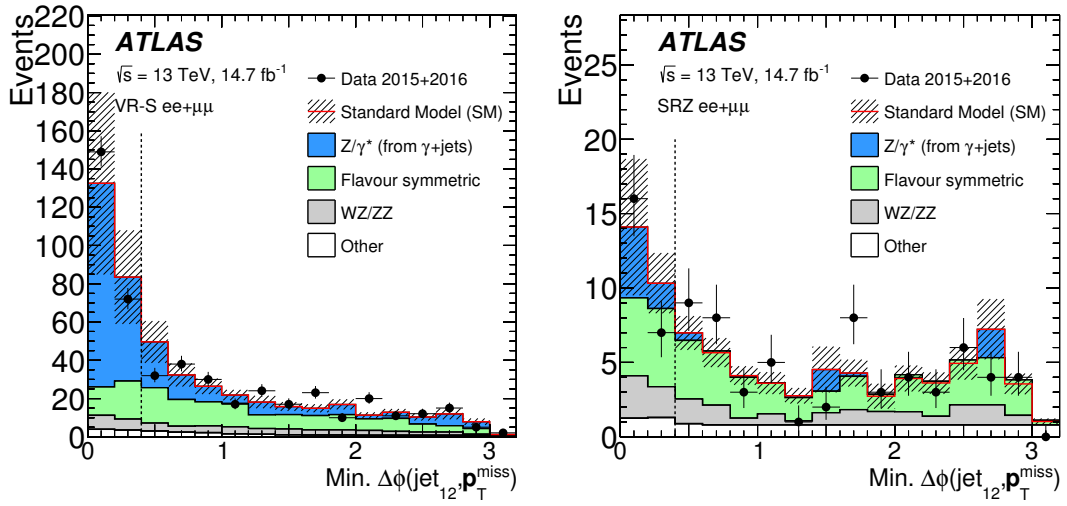 Events
220
200
180
160
140
120
100
80
60
40
20
0
ATLAS
√s = 13 TeV, 14.7 fb⁻¹
VR-S ee+μμ
Data 2015+2016
Standard Model (SM)
Z/γ* (from γ+jets)
Flavour symmetric
WZ/ZZ
Other
0 1 2 3
Min. Δϕ(jet₁₂,p_T^miss)
Events
25
20
15
10
5
0
ATLAS
√s = 13 TeV, 14.7 fb⁻¹
SRZ ee+μμ
Data 2015+2016
Standard Model (SM)
Z/γ* (from γ+jets)
Flavour symmetric
WZ/ZZ
Other
0 1 2 3
Min. Δϕ(jet₁₂,p_T^miss)